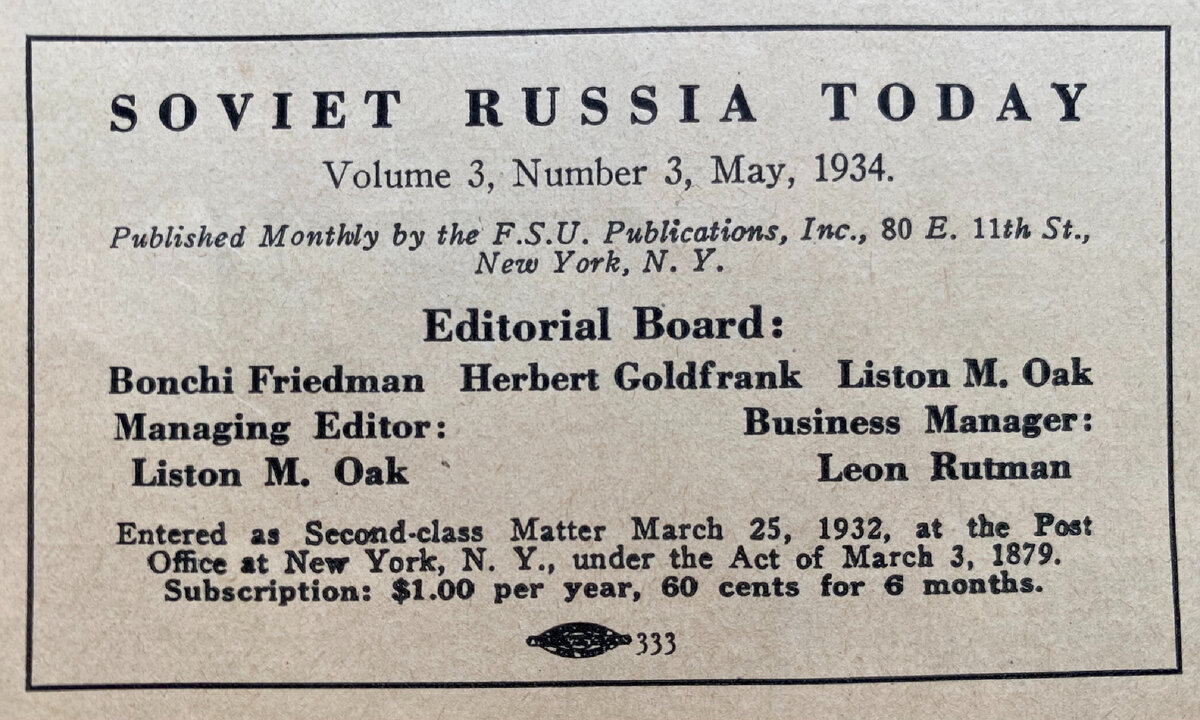 SOVIET RUSSIA TODAY
Volume 3, Number 3, May, 1934.
Published Monthly by the F.S.U. Publications, Inc., 80 E. 11th St.,
New York, N. Y.
Editorial Board:
Bonchi Friedman Herbert Goldfrank Liston M. Oak
Managing Editor: Business Manager:
Liston M. Oak Leon Rutman
Entered as Second-class Matter March 25, 1932, at the Post
Office at New York, N. Y., under the Act of March 3, 1879.
Subscription: $1.00 per year, 60 cents for 6 months.
333